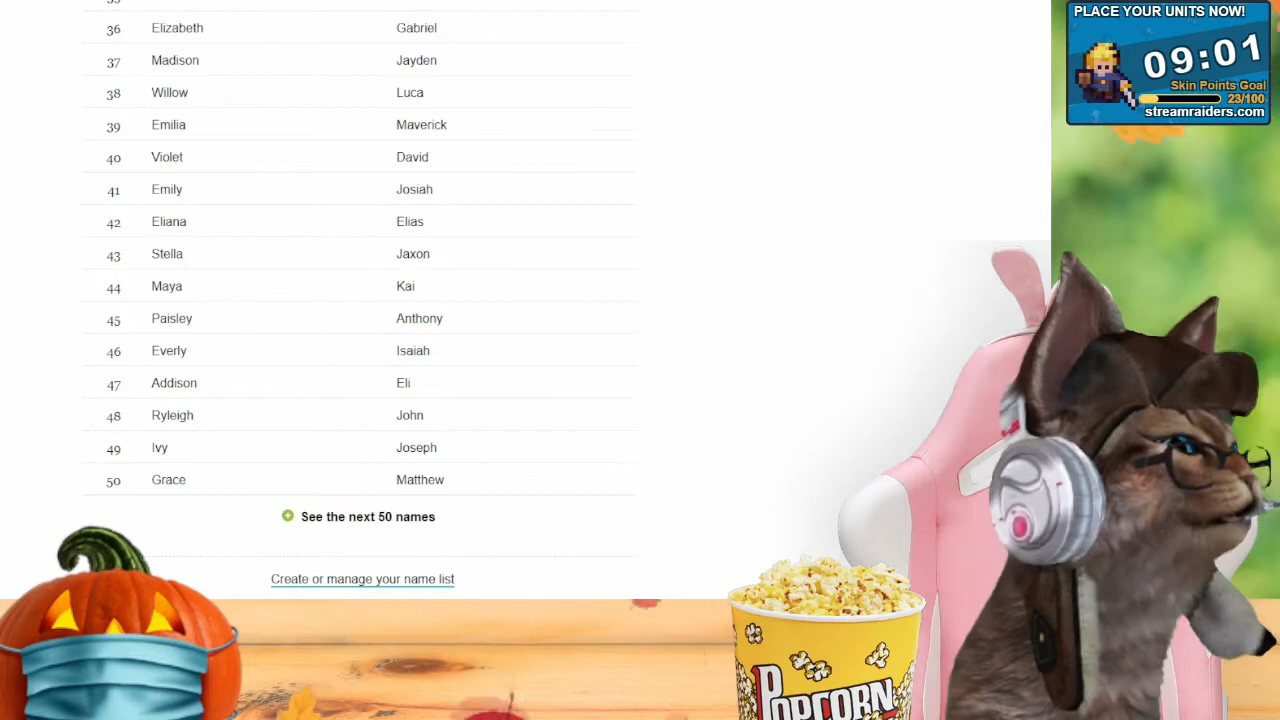 36 Elizabeth Gabriel
37 Madison Jayden
38 Willow Luca
39 Emilia Maverick
40 Violet David
41 Emily Josiah
42 Eliana Elias
43 Stella Jaxon
44 Maya Kai
45 Paisley Anthony
46 Everly Isaiah
47 Addison Eli
48 Ryleigh John
49 Ivy Joseph
50 Grace Matthew
See the next 50 names
Create or manage your name list
PLACE YOUR UNITS NOW!
09:01
Skin Points Goal
23/100
streamraiders.com
POPCORN